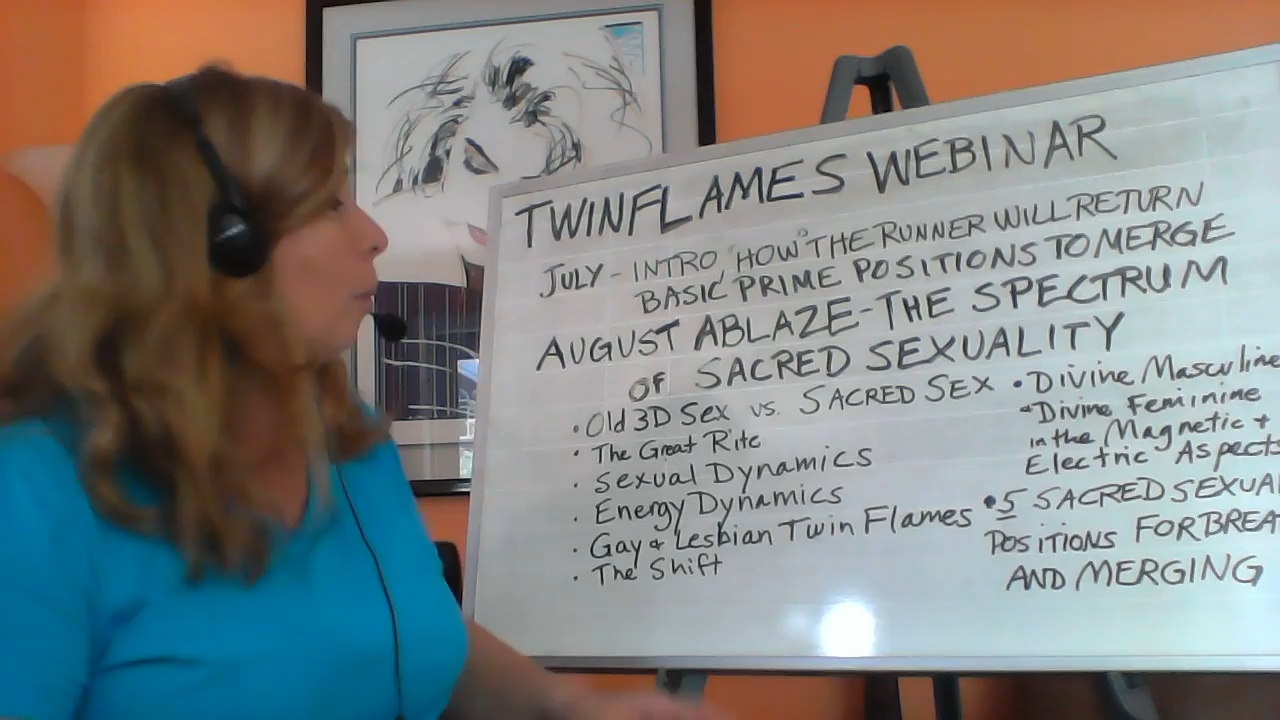 TWINFLAMES WEBINAR
JULY - INTRO "HOW" THE RUNNER WILL RETURN
BASIC PRIME POSITIONS TO MERGE
AUGUST ABLAZE - THE SPECTRUM
OF SACRED SEXUALITY
• Old 3D Sex vs. SACRED SEX
• The Great Rite
• Sexual Dynamics
• Energy Dynamics
• Gay & Lesbian Twin Flames
• The Shift
• Divine Masculine
• Divine Feminine
in the Magnetic +
Electric Aspects
• 5 SACRED SEXUAL
POSITIONS FOR BREA
AND MERGING